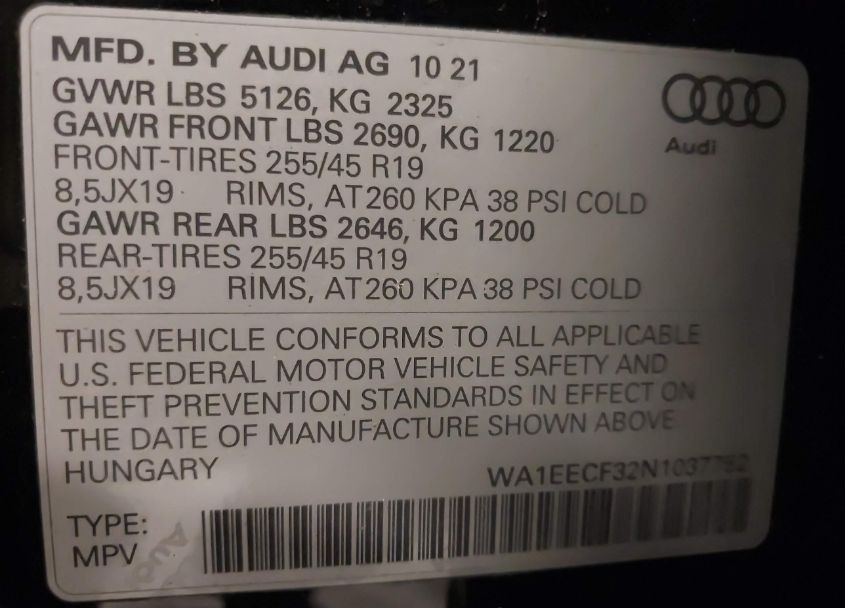 MFD. BY AUDI AG 10 21
GVWR LBS 5126, KG 2325
GAWR FRONT LBS 2690, KG 1220
FRONT-TIRES 255/45 R19
8,5JX19 RIMS, AT260 KPA 38 PSI COLD
GAWR REAR LBS 2646, KG 1200
REAR-TIRES 255/45 R19
8,5JX19 RIMS, AT260 KPA 38 PSI COLD
Audi
THIS VEHICLE CONFORMS TO ALL APPLICABLE
U.S. FEDERAL MOTOR VEHICLE SAFETY AND
THEFT PREVENTION STANDARDS IN EFFECT ON
THE DATE OF MANUFACTURE SHOWN ABOVE
HUNGARY
TYPE:
MPV